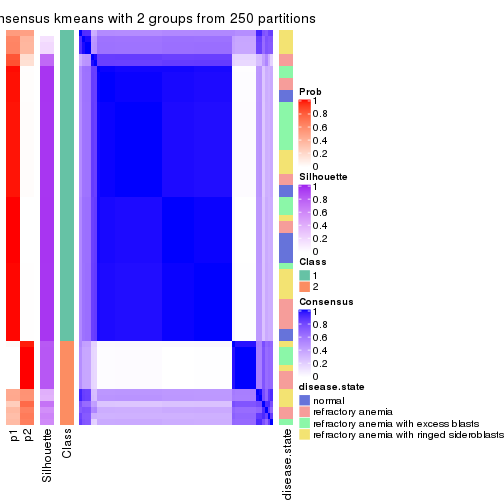 nsensus kmeans with 2 groups from 250 partitions
Prob
1
0.8
0.6
0.4
0.2
0
Silhouette
1
0.8
0.6
0.4
0.2
0
Class
1
2
Consensus
1
0.8
0.6
0.4
0.2
0
disease.state
normal
refractory anemia
refractory anemia with excess blasts
refractory anemia with ringed sideroblasts
p1
p2
Silhouette
Class
disease.state